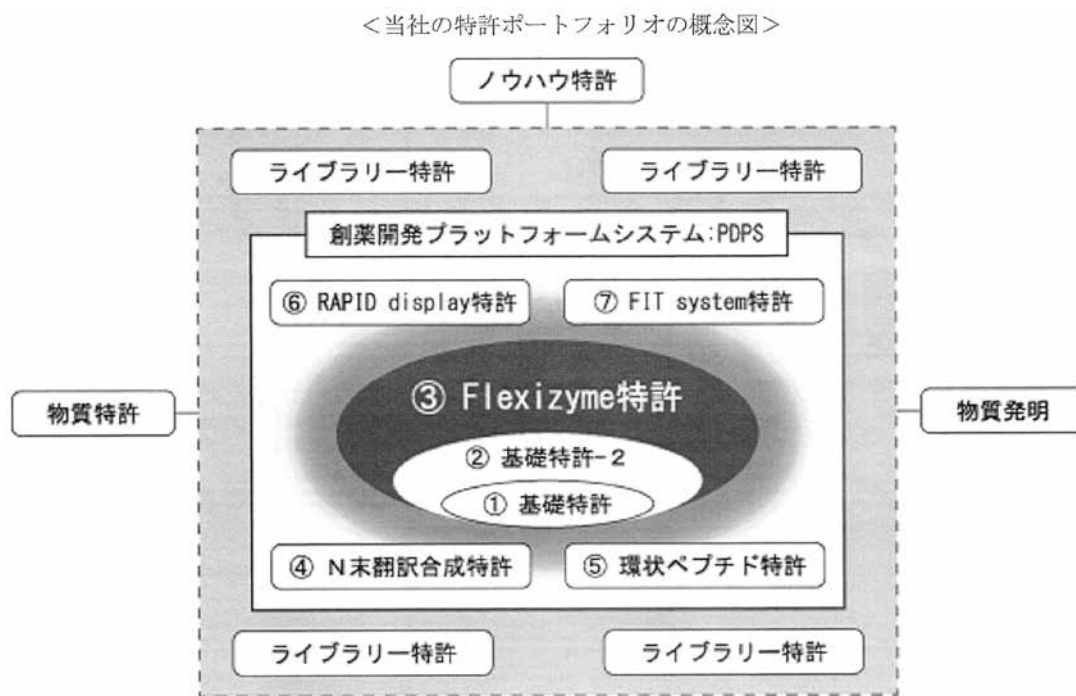 ＜当社の特許ポートフォリオの概念図＞
ノウハウ特許
ライブラリー特許
ライブラリー特許
創薬開発プラットフォームシステム:PDPS
⑥ RAPID display特許
⑦ FIT system特許
③ Flexizyme特許
物質特許
物質発明
② 基礎特許-２
① 基礎特許
④ Ｎ末翻訳合成特許
⑤ 環状ペプチド特許
ライブラリー特許
ライブラリー特許